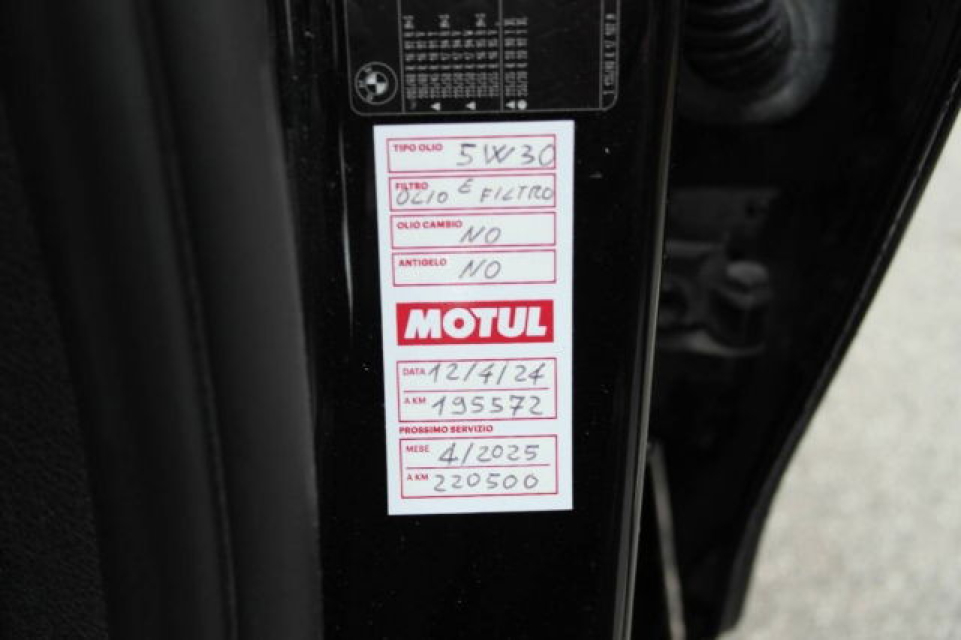 TIPO OLIO 5W30
FILTRO OLIO E FILTRO
OLIO CAMBIO NO
ANTIGELO NO
MOTUL
DATA 12/4/24
A KM 195572
PROSSIMO SERVIZIO
MESE 4/2025
A KM 220500